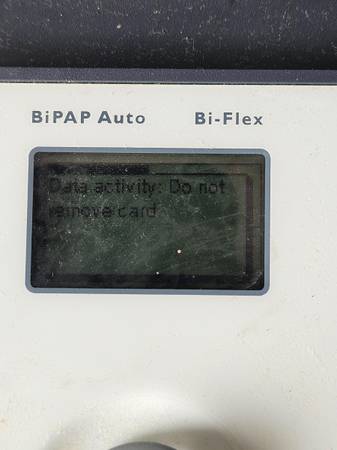 BiPAP Auto Bi-Flex
Data activity: Do not
remove card